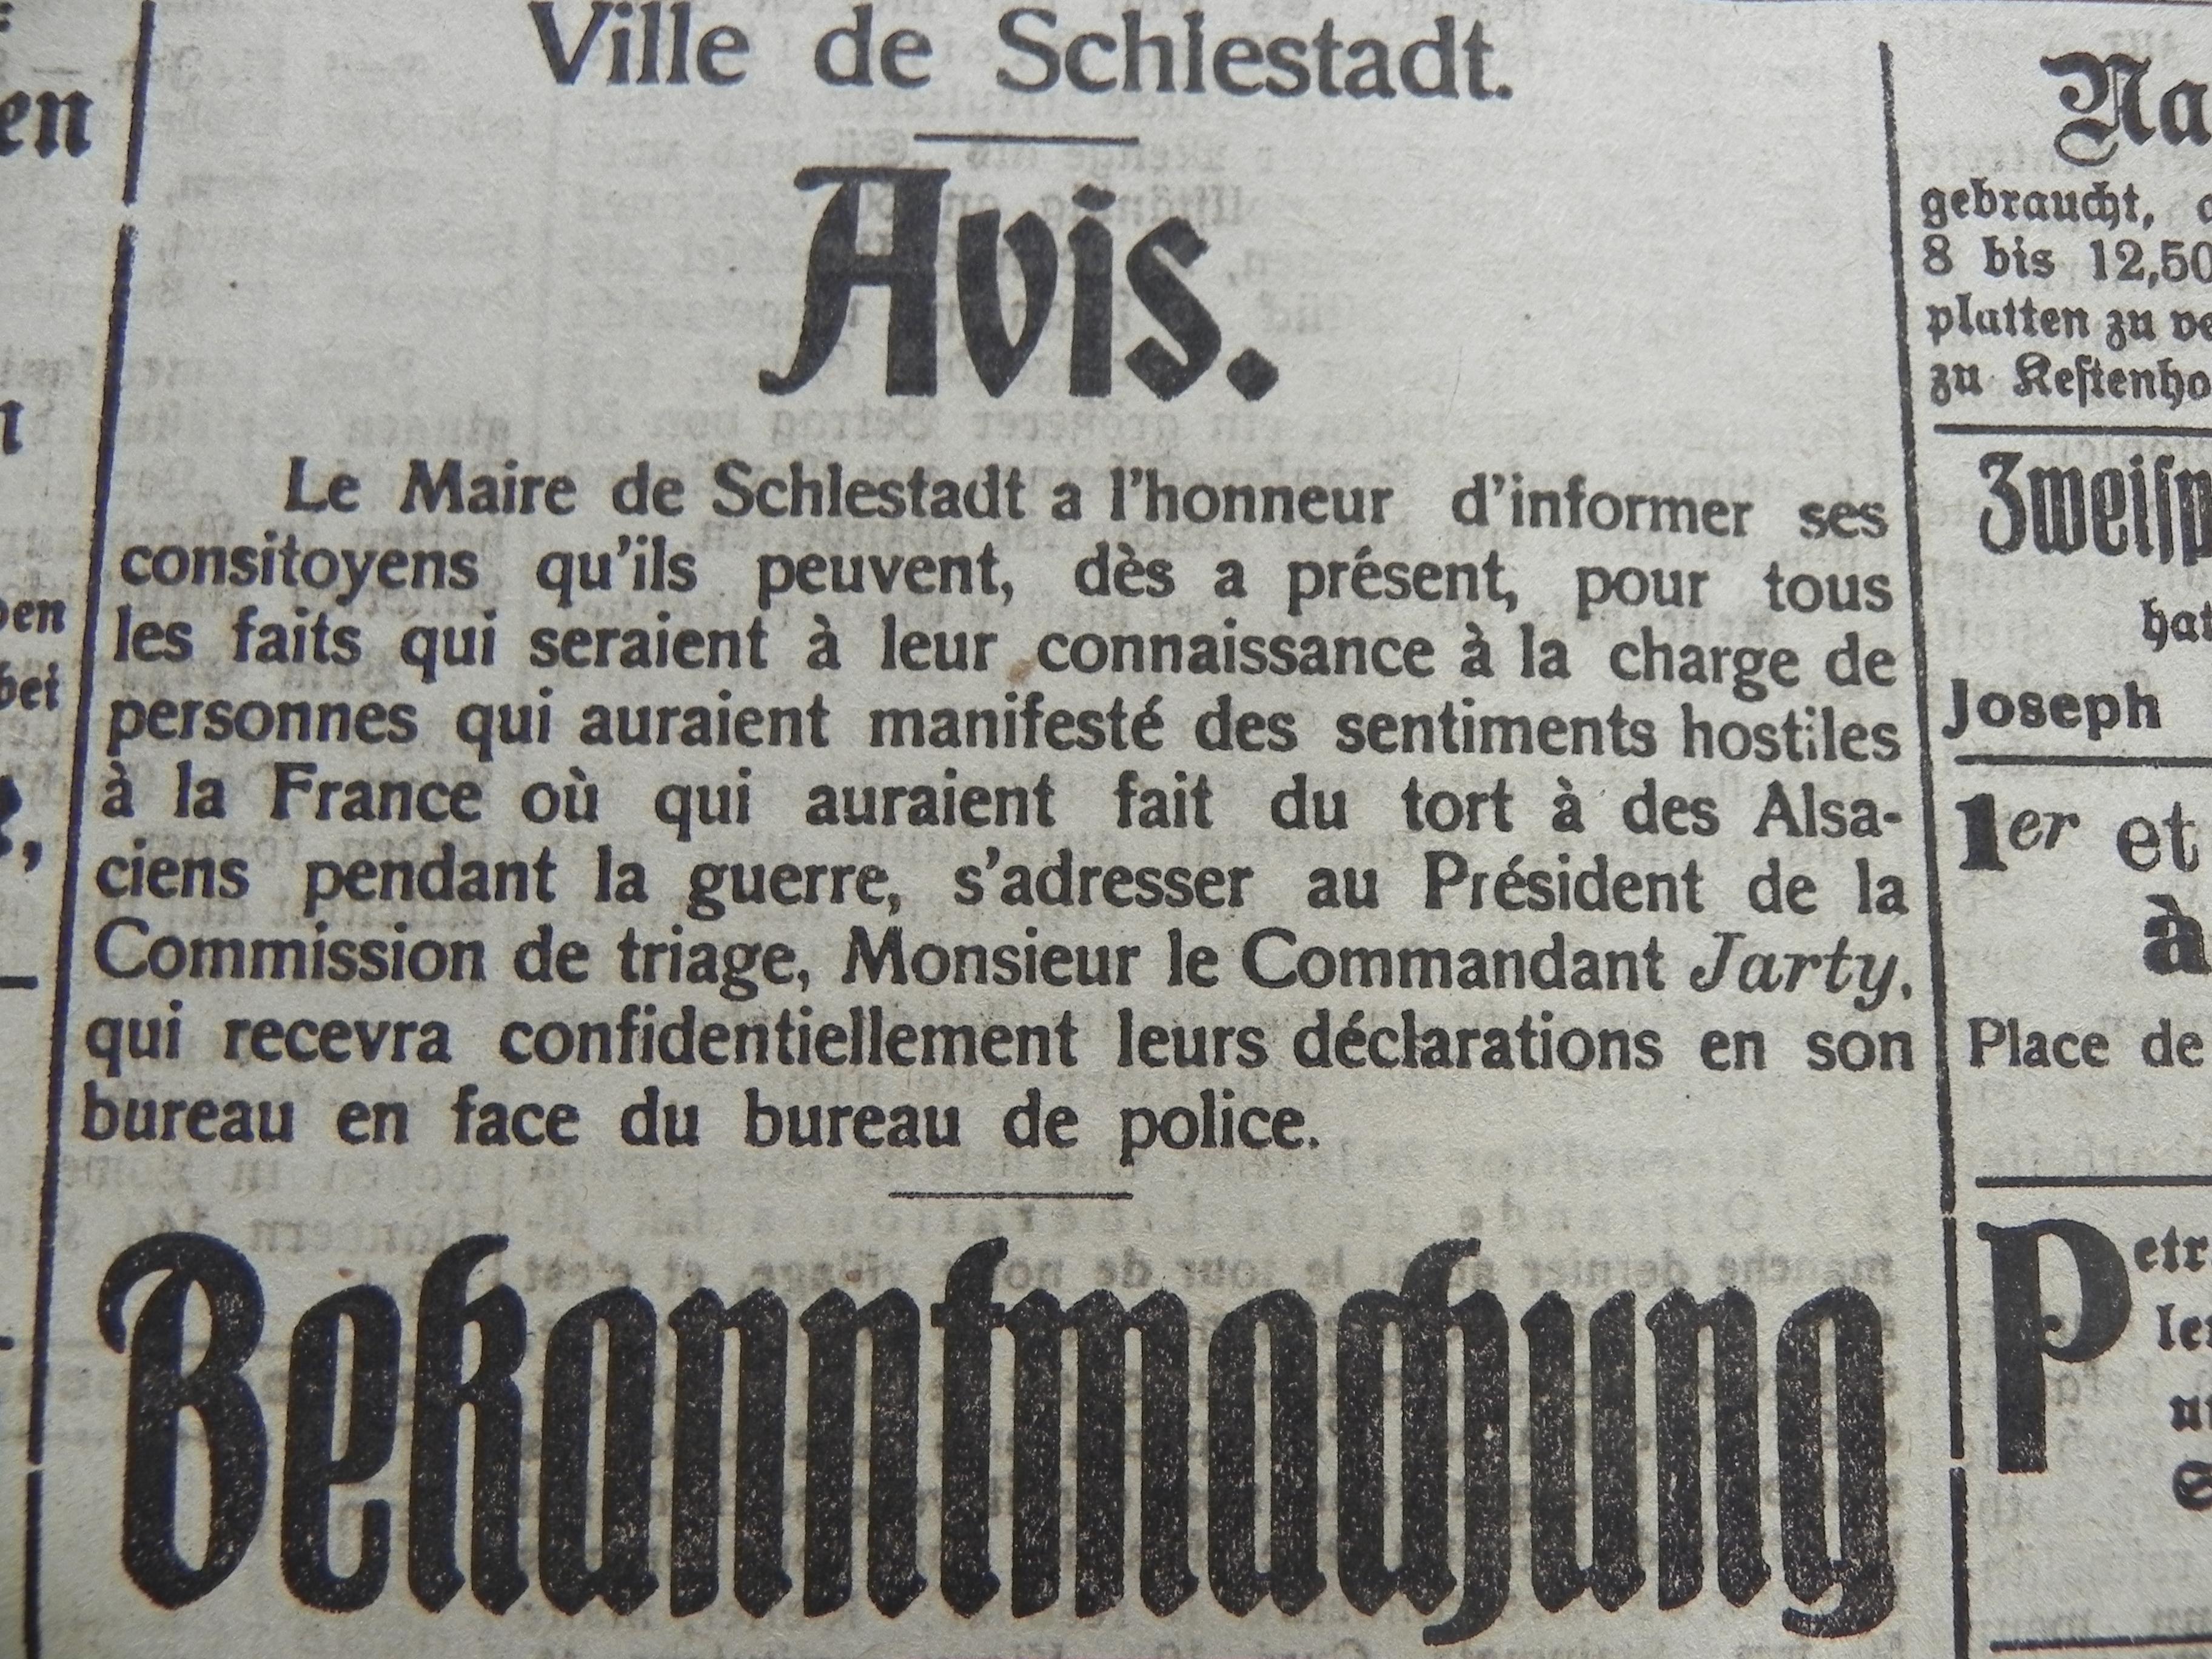 Ville de Schlestadt.
Avis.
Le Maire de Schlestadt a l'honneur d'informer ses
consitoyens qu'ils peuvent, dès a présent, pour tous
les faits qui seraient à leur connaissance à la charge de
personnes qui auraient manifesté des sentiments hostiles
à la France où qui auraient fait du tort à des Alsa-
ciens pendant la guerre, s'adresser au Président de la
Commission de triage, Monsieur le Commandant Jarty,
qui recevra confidentiellement leurs déclarations en son
bureau en face du bureau de police.
Bekanntmachung
en
bei
gebraucht,
8 bis 12,50
platten zu
zu Kestenho
Joseph
1er et
à
Place de